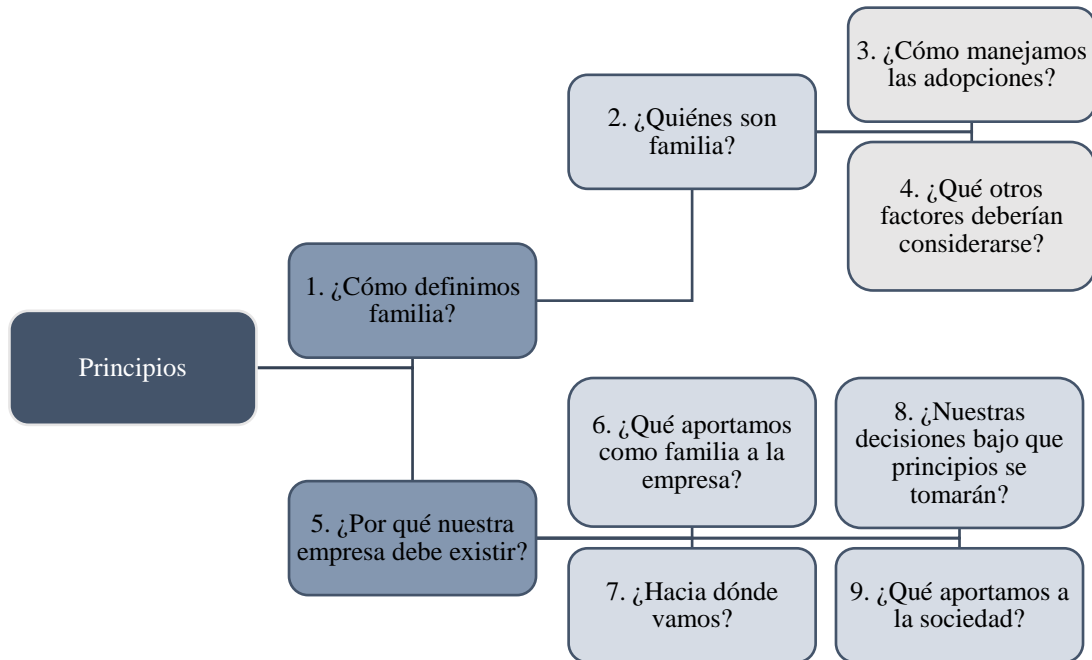 Principios
1. ¿Cómo definimos
familia?
2. ¿Quiénes son
familia?
3. ¿Cómo manejamos
las adopciones?
4. ¿Qué otros
factores deberían
considerarse?
5. ¿Por qué nuestra
empresa debe existir?
6. ¿Qué aportamos
como familia a la
empresa?
7. ¿Hacia dónde
vamos?
8. ¿Nuestras
decisiones bajo que
principios se
tomarán?
9. ¿Qué aportamos a
la sociedad?